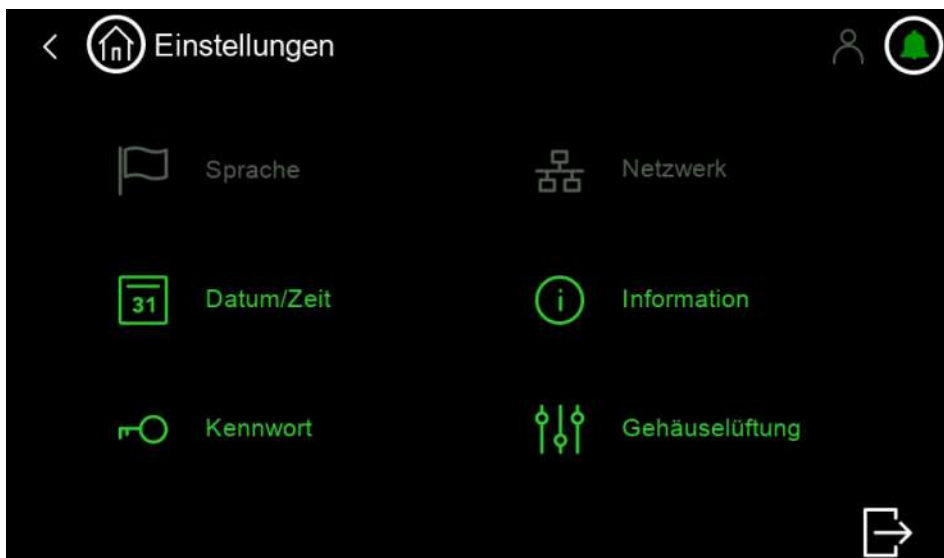 Einstellungen
Sprache
Netzwerk
31
Datum/Zeit
i
Information
Kennwort
Gehäuselüftung